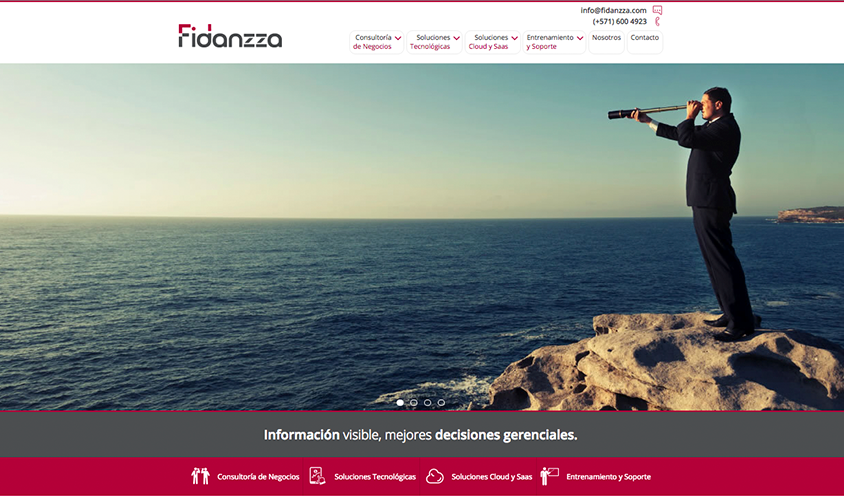 info@fidanzza.com
(+571) 600 4923
Fidanzza
Consultoría
de Negocios
Soluciones
Tecnológicas
Soluciones
Cloud y Saas
Entrenamiento
y Soporte
Nosotros
Contacto
Información visible, mejores decisiones gerenciales.
Consultoría de Negocios
Soluciones Tecnológicas
Soluciones Cloud y Saas
Entrenamiento y Soporte